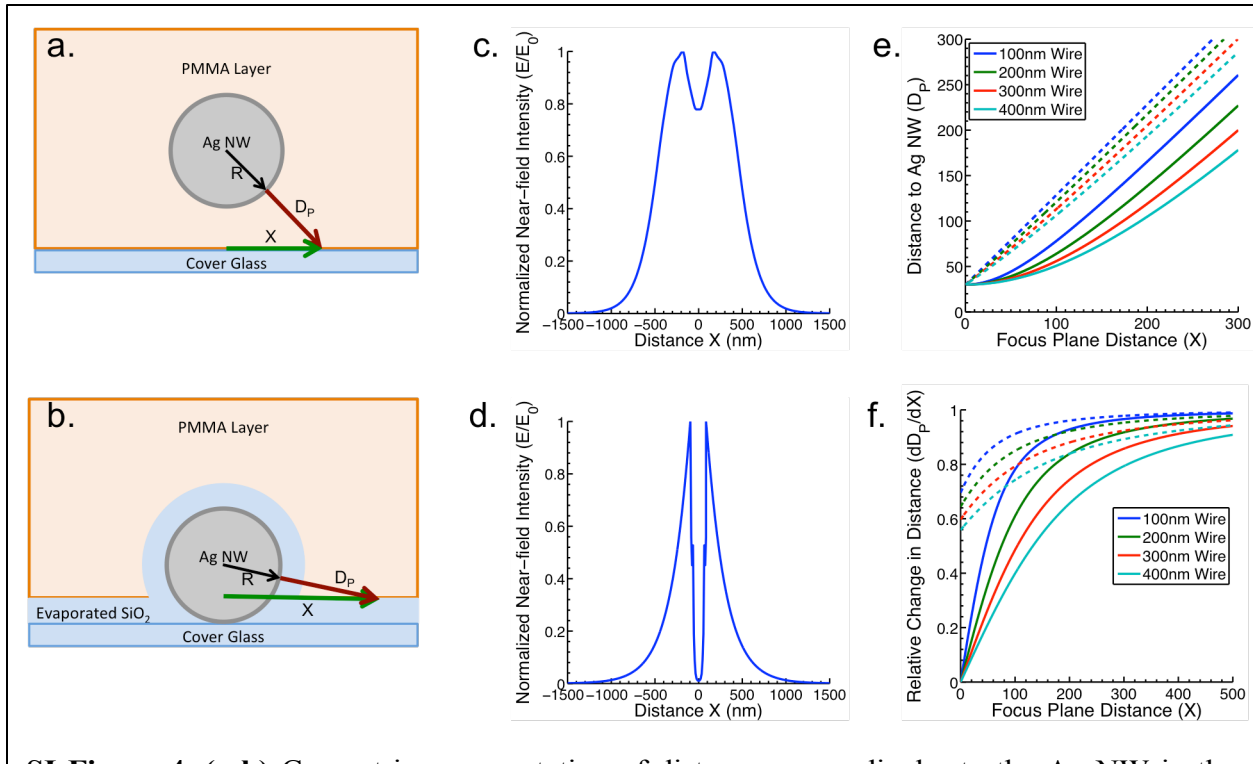 a.
PMMA Layer
Ag NW
R
D_P
X
Cover Glass
b.
PMMA Layer
Ag NW
R
D_P
X
Evaporated SiO₂
Cover Glass
c.
Normalized Near−field Intensity (E/E₀)
1
0.8
0.6
0.4
0.2
0
−1500 −1000 −500 0 500 1000 1500
Distance X (nm)
d.
Normalized Near−field Intensity (E/E₀)
1
0.8
0.6
0.4
0.2
0
−1500 −1000 −500 0 500 1000 1500
Distance X (nm)
e.
Distance to Ag NW (D_P)
300
250
200
150
100
50
0
100nm Wire
200nm Wire
300nm Wire
400nm Wire
0 100 200 300
Focus Plane Distance (X)
f.
Relative Change in Distance (dD_P/dX)
1
0.8
0.6
0.4
0.2
0
100nm Wire
200nm Wire
300nm Wire
400nm Wire
0 100 200 300 400 500
Focus Plane Distance (X)